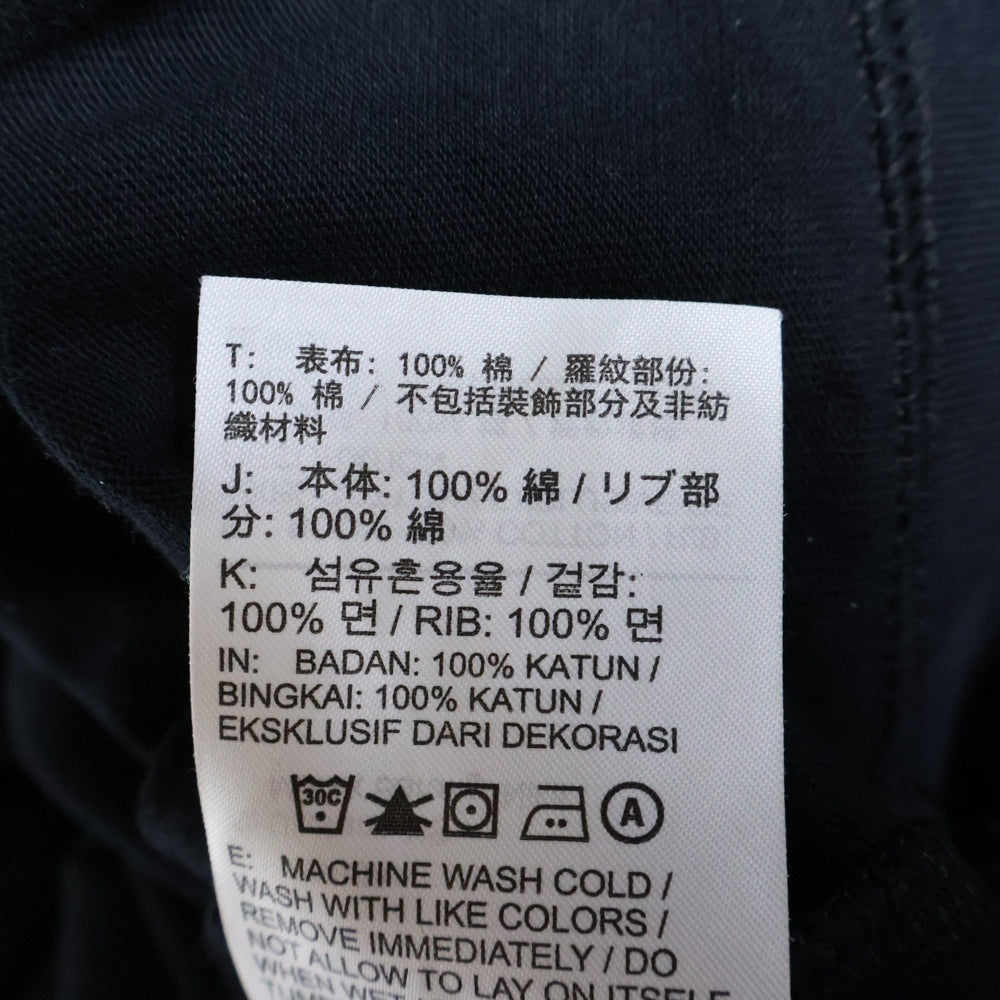 T: 表布: 100% 棉 / 羅紋部份:
100% 棉 / 不包括裝飾部分及非紡
織材料
J: 本体: 100% 綿 / リブ部
分: 100% 綿
K: 섬유혼용율 / 겉감:
100% 면 / RIB: 100% 면
IN: BADAN: 100% KATUN /
BINGKAI: 100% KATUN /
EKSKLUSIF DARI DEKORASI
30C A
E: MACHINE WASH COLD /
WASH WITH LIKE COLORS /
REMOVE IMMEDIATELY / DO
NOT ALLOW TO LAY ON ITSELF
WHEN WET